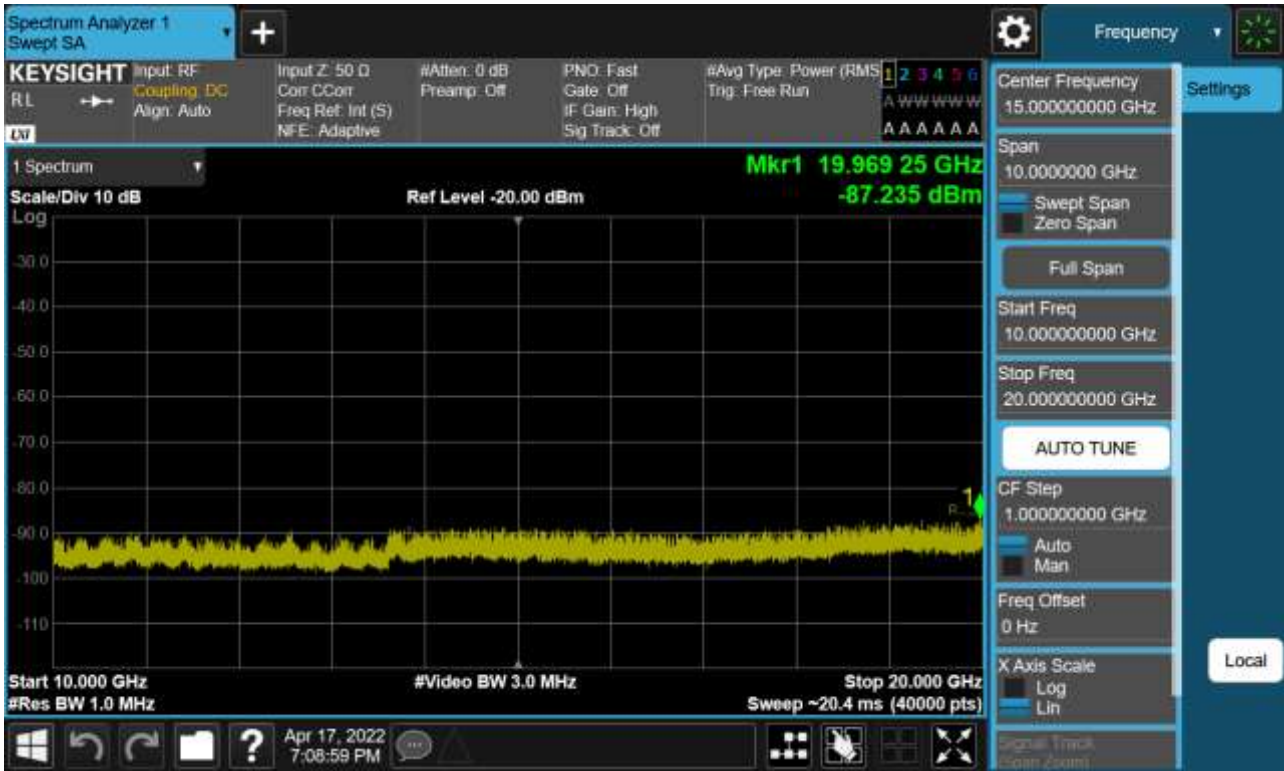 Spectrum Analyzer 1
Swept SA
+
Frequency
KEYSIGHT
RL
LXI
Input: RF
Coupling: DC
Align: Auto
Input Z: 50 Ω
Corr CCorr
Freq Ref: Int (S)
NFE: Adaptive
#Atten: 0 dB
Preamp: Off
PNO: Fast
Gate: Off
IF Gain: High
Sig Track: Off
#Avg Type: Power (RMS
Trig: Free Run
1 2 3 4 5 6
A W W W W W
A A A A A A
1 Spectrum
Scale/Div 10 dB
Ref Level -20.00 dBm
Mkr1 19.969 25 GHz
-87.235 dBm
Log
-30.0
-40.0
-50.0
-60.0
-70.0
-80.0
-90.0
-100
-110
1
Start 10.000 GHz
#Video BW 3.0 MHz
Stop 20.000 GHz
#Res BW 1.0 MHz
Sweep ~20.4 ms (40000 pts)
?
Apr 17, 2022
7:08:59 PM
Center Frequency
15.000000000 GHz
Span
10.0000000 GHz
Swept Span
Zero Span
Full Span
Start Freq
10.000000000 GHz
Stop Freq
20.000000000 GHz
AUTO TUNE
CF Step
1.000000000 GHz
Auto
Man
Freq Offset
0 Hz
X Axis Scale
Log
Lin
Signal Track
(Span Zoom)
Settings
Local